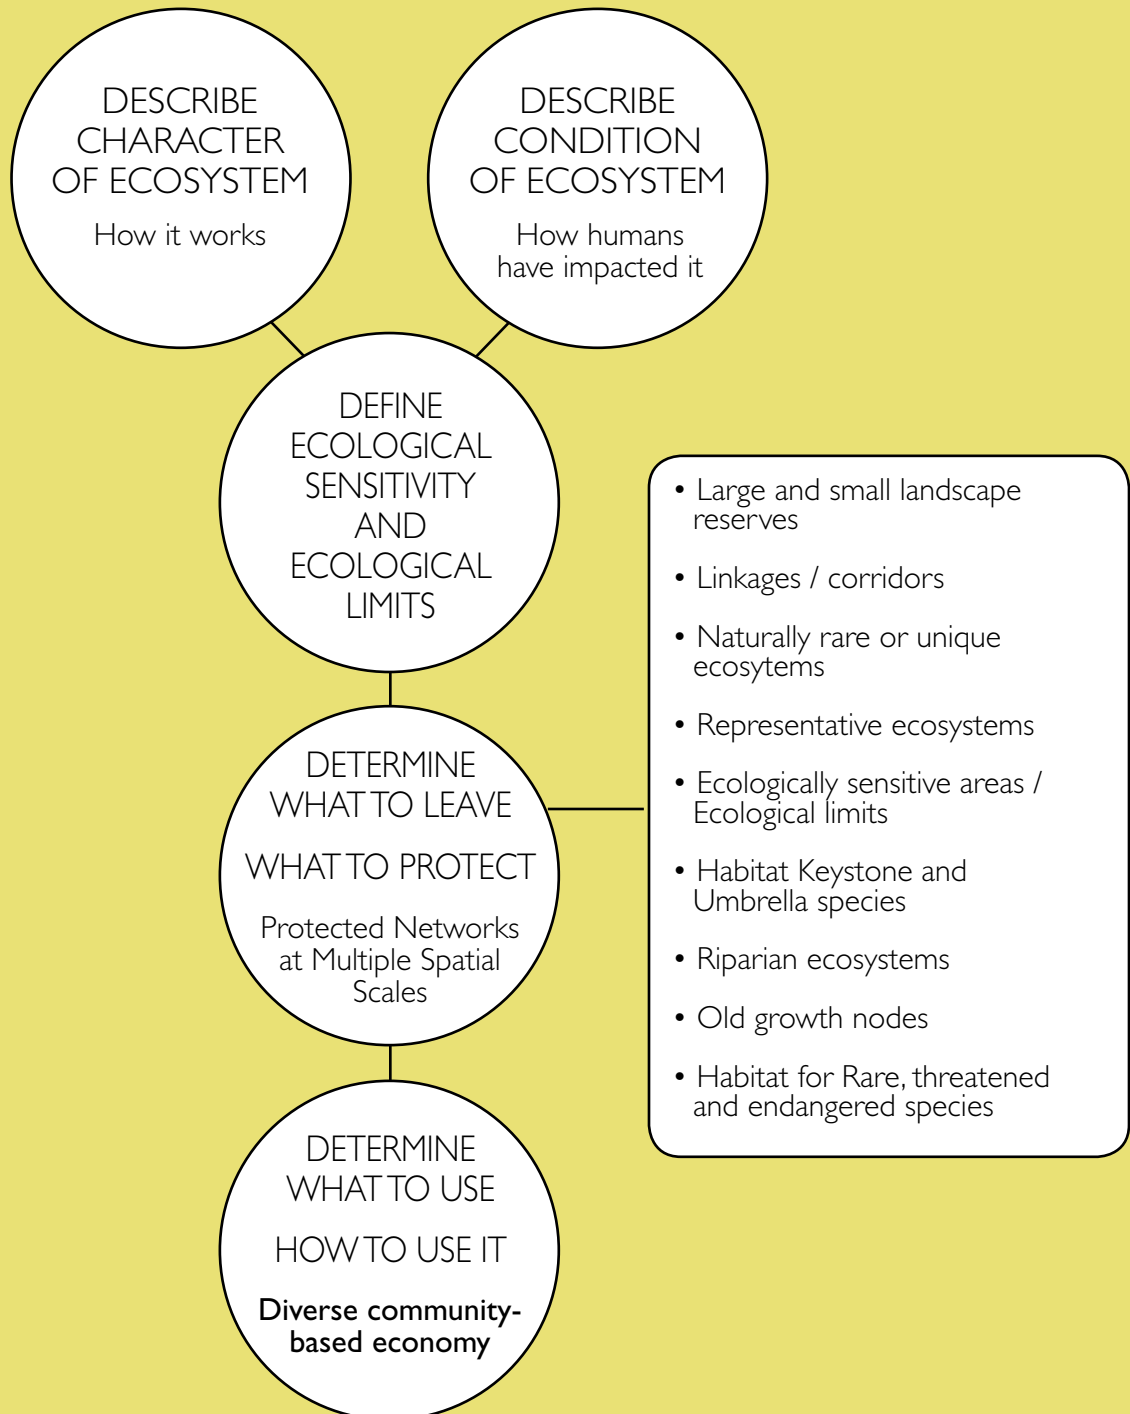 DESCRIBE
CHARACTER
OF ECOSYSTEM
How it works
DESCRIBE
CONDITION
OF ECOSYSTEM
How humans
have impacted it
DEFINE
ECOLOGICAL
SENSITIVITY
AND
ECOLOGICAL
LIMITS
DETERMINE
WHAT TO LEAVE
WHAT TO PROTECT
Protected Networks
at Multiple Spatial
Scales
• Large and small landscape
reserves
• Linkages / corridors
• Naturally rare or unique
ecosytems
• Representative ecosystems
• Ecologically sensitive areas /
Ecological limits
• Habitat Keystone and
Umbrella species
• Riparian ecosystems
• Old growth nodes
• Habitat for Rare, threatened
and endangered species
DETERMINE
WHAT TO USE
HOW TO USE IT
Diverse community-
based economy